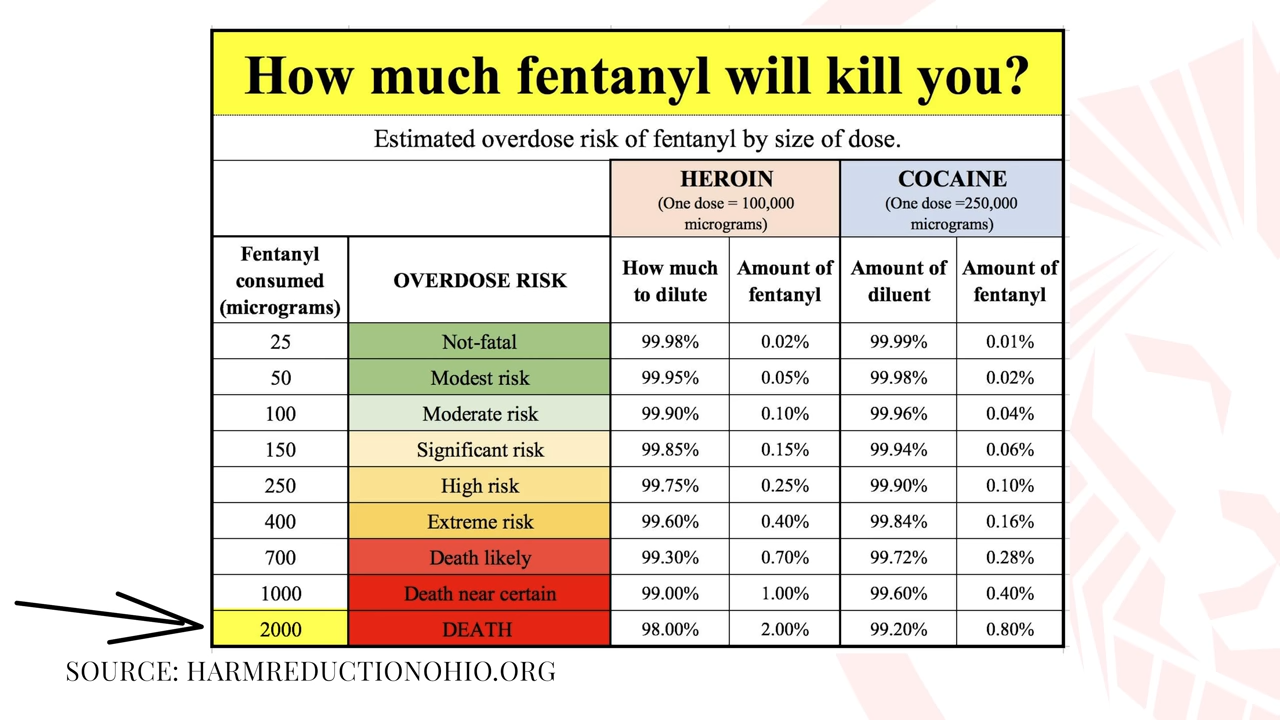 How much fentanyl will kill you?
Estimated overdose risk of fentanyl by size of dose.
HEROIN
(One dose = 100,000
micrograms)
COCAINE
(One dose =250,000
micrograms)
Fentanyl
consumed
(micrograms)
OVERDOSE RISK
How much
to dilute
Amount of
fentanyl
Amount of
diluent
Amount of
fentanyl
25 Not-fatal 99.98% 0.02% 99.99% 0.01%
50 Modest risk 99.95% 0.05% 99.98% 0.02%
100 Moderate risk 99.90% 0.10% 99.96% 0.04%
150 Significant risk 99.85% 0.15% 99.94% 0.06%
250 High risk 99.75% 0.25% 99.90% 0.10%
400 Extreme risk 99.60% 0.40% 99.84% 0.16%
700 Death likely 99.30% 0.70% 99.72% 0.28%
1000 Death near certain 99.00% 1.00% 99.60% 0.40%
2000 DEATH 98.00% 2.00% 99.20% 0.80%
SOURCE: HARMREDUCTIONOHIO.ORG